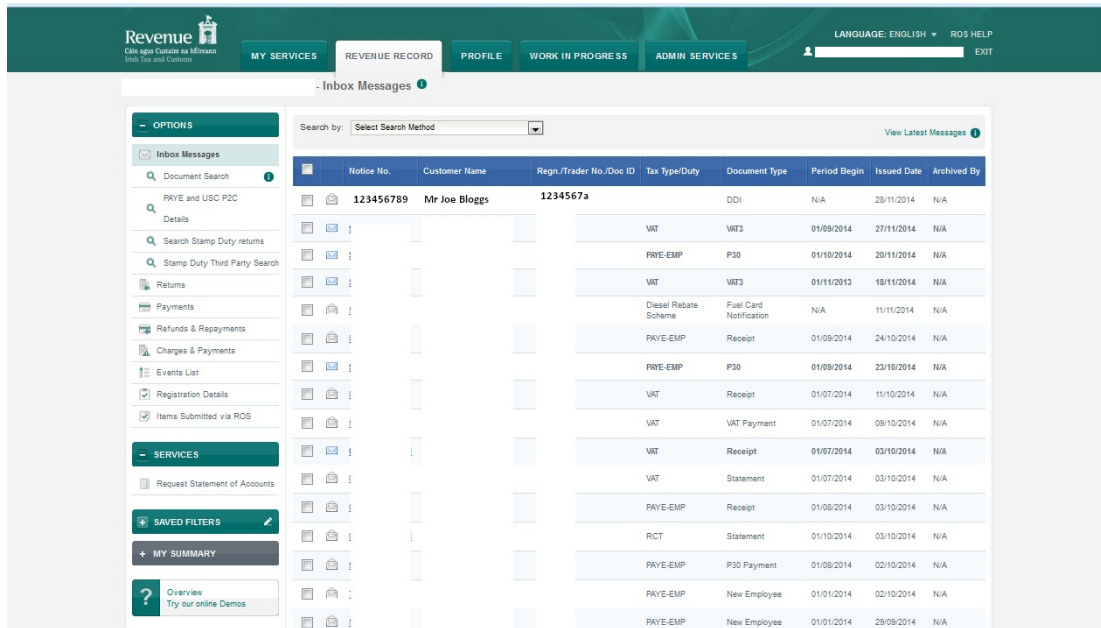 Revenue
Cáin agus Custaim na hÉireann
Irish Tax and Customs
MY SERVICES
REVENUE RECORD
PROFILE
WORK IN PROGRESS
ADMIN SERVICES
LANGUAGE: ENGLISH
ROS HELP
EXIT
- Inbox Messages
OPTIONS
Inbox Messages
Document Search
PAYE and USC P2C
Details
Search Stamp Duty returns
Stamp Duty Third Party Search
Returns
Payments
Refunds & Repayments
Charges & Payments
Events List
Registration Details
Items Submitted via ROS
SERVICES
Request Statement of Accounts
SAVED FILTERS
MY SUMMARY
? Overview
Try our online Demos
Search by: Select Search Method
View Latest Messages
Notice No. Customer Name Regn./Trader No./Doc ID Tax Type/Duty Document Type Period Begin Issued Date Archived By
123456789 Mr Joe Bloggs 1234567a DDI N/A 28/11/2014 N/A
VAT VAT3 01/09/2014 27/11/2014 N/A
PAYE-EMP P30 01/10/2014 20/11/2014 N/A
VAT VAT3 01/11/2013 18/11/2014 N/A
Diesel Rebate Scheme Fuel Card Notification N/A 11/11/2014 N/A
PAYE-EMP Receipt 01/09/2014 24/10/2014 N/A
PAYE-EMP P30 01/09/2014 23/10/2014 N/A
VAT Receipt 01/07/2014 11/10/2014 N/A
VAT VAT Payment 01/07/2014 09/10/2014 N/A
VAT Receipt 01/07/2014 03/10/2014 N/A
VAT Statement 01/07/2014 03/10/2014 N/A
PAYE-EMP Receipt 01/08/2014 03/10/2014 N/A
RCT Statement 01/10/2014 03/10/2014 N/A
PAYE-EMP P30 Payment 01/08/2014 02/10/2014 N/A
PAYE-EMP New Employee 01/01/2014 02/10/2014 N/A
PAYE-EMP New Employee 01/01/2014 29/09/2014 N/A